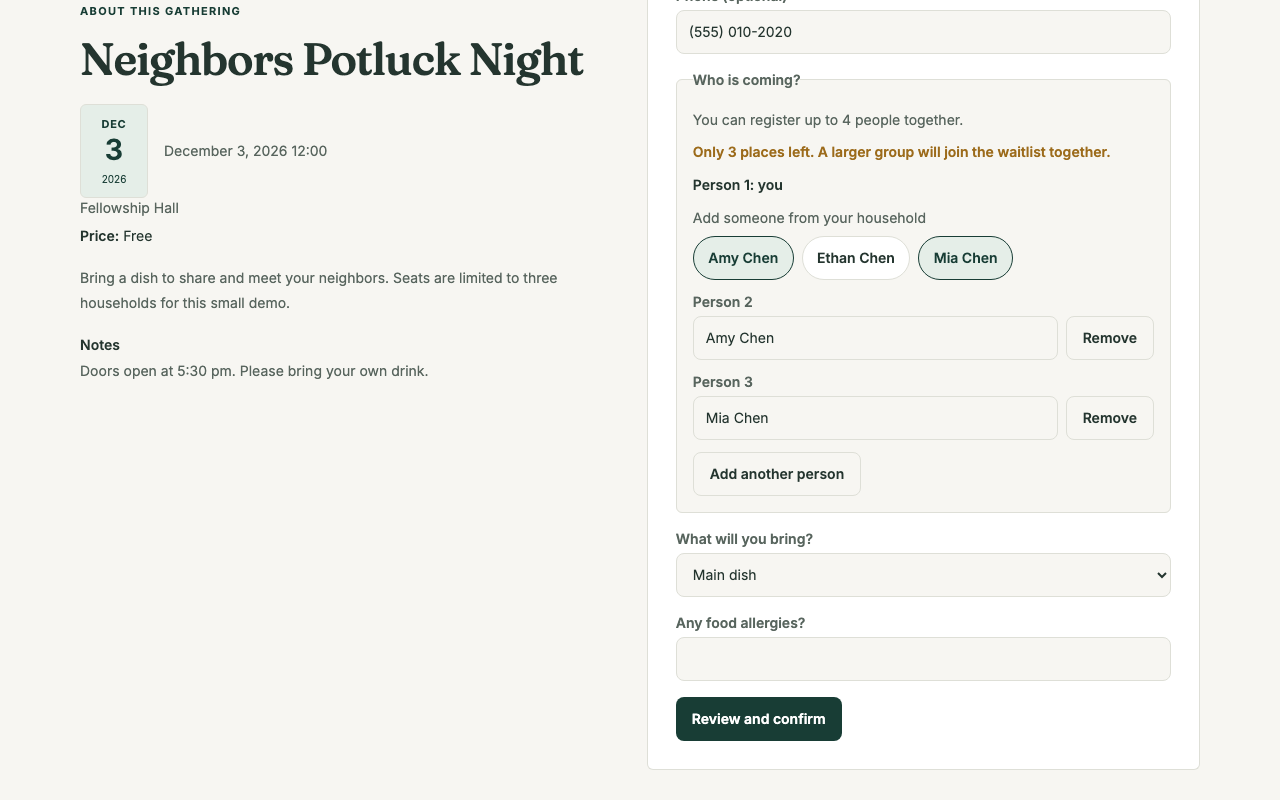 ABOUT THIS GATHERING
Neighbors Potluck Night
DEC
3
2026
December 3, 2026 12:00
Fellowship Hall
Price: Free
Bring a dish to share and meet your neighbors. Seats are limited to three
households for this small demo.
Notes
Doors open at 5:30 pm. Please bring your own drink.
(555) 010-2020
Who is coming?
You can register up to 4 people together.
Only 3 places left. A larger group will join the waitlist together.
Person 1: you
Add someone from your household
Amy Chen
Ethan Chen
Mia Chen
Person 2
Amy Chen
Remove
Person 3
Mia Chen
Remove
Add another person
What will you bring?
Main dish
Any food allergies?
Review and confirm